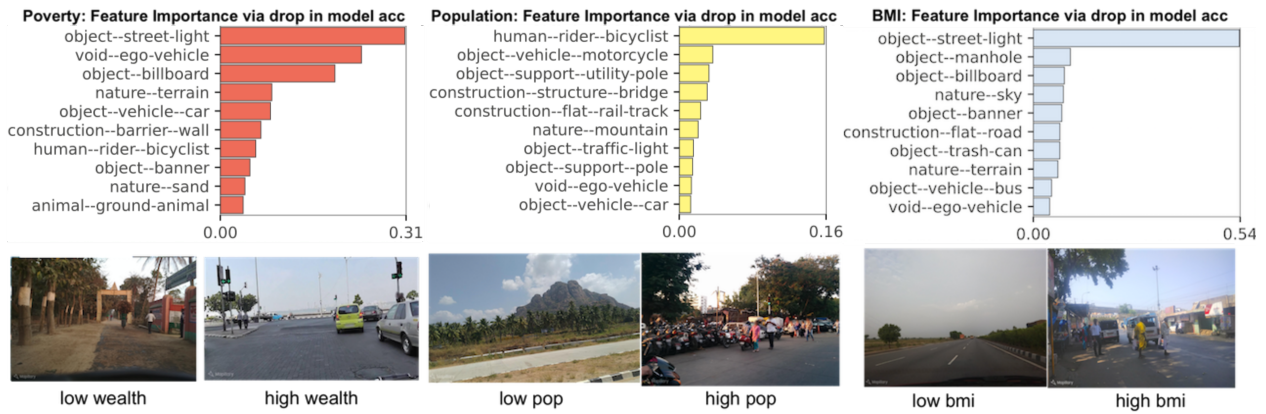 Poverty: Feature Importance via drop in model acc
object--street-light
void--ego-vehicle
object--billboard
nature--terrain
object--vehicle--car
construction--barrier--wall
human--rider--bicyclist
object--banner
nature--sand
animal--ground-animal
0.00
0.31
Population: Feature Importance via drop in model acc
human--rider--bicyclist
object--vehicle--motorcycle
object--support--utility-pole
construction--structure--bridge
construction--flat--rail-track
nature--mountain
object--traffic-light
object--support--pole
void--ego-vehicle
object--vehicle--car
0.00
0.16
BMI: Feature Importance via drop in model acc
object--street-light
object--manhole
object--billboard
nature--sky
object--banner
construction--flat--road
object--trash-can
nature--terrain
object--vehicle--bus
void--ego-vehicle
0.00
0.54
low wealth
high wealth
low pop
high pop
low bmi
high bmi